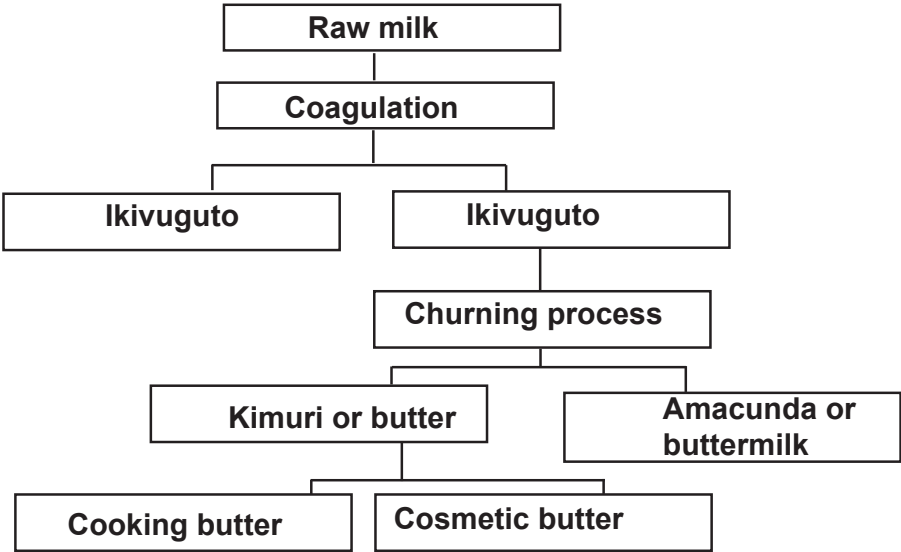 Raw milk
Coagulation
Ikivuguto
Ikivuguto
Churning process
Kimuri or butter
Amacunda or
buttermilk
Cooking butter
Cosmetic butter